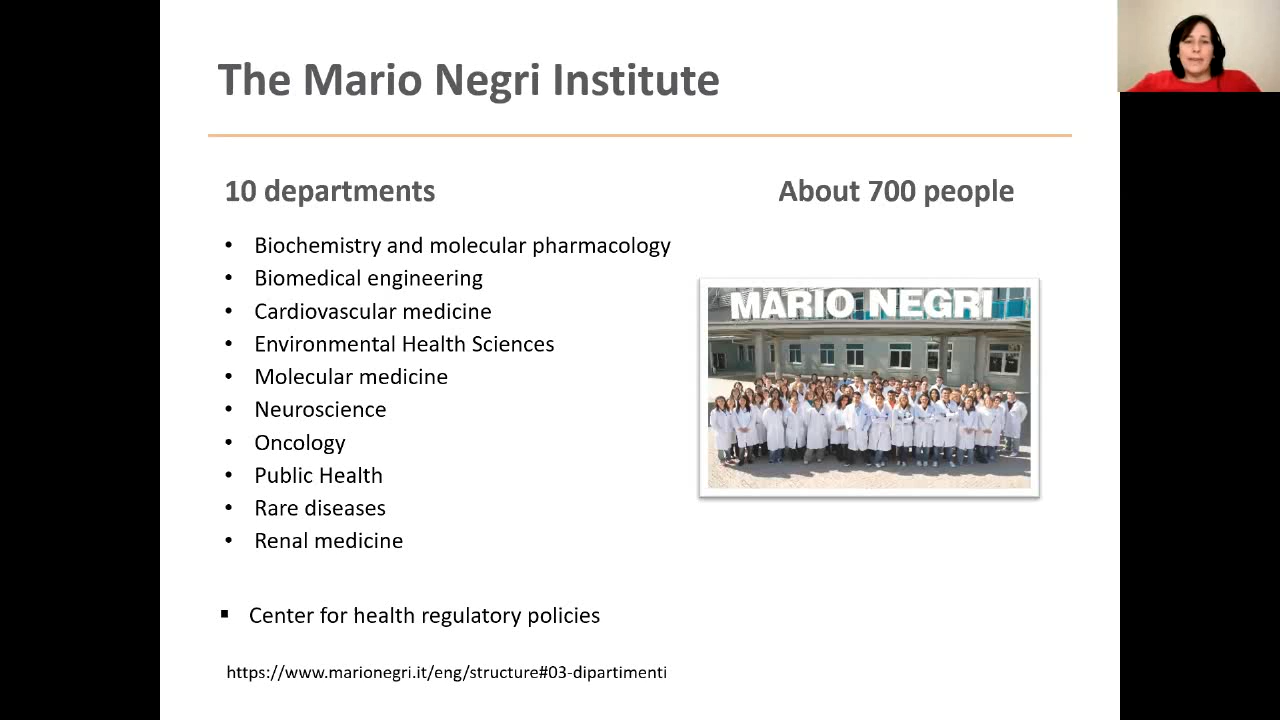 The Mario Negri Institute
10 departments
About 700 people
• Biochemistry and molecular pharmacology
• Biomedical engineering
• Cardiovascular medicine
• Environmental Health Sciences
• Molecular medicine
• Neuroscience
• Oncology
• Public Health
• Rare diseases
• Renal medicine
MARIO NEGRI
▪ Center for health regulatory policies
https://www.marionegri.it/eng/structure#03-dipartimenti